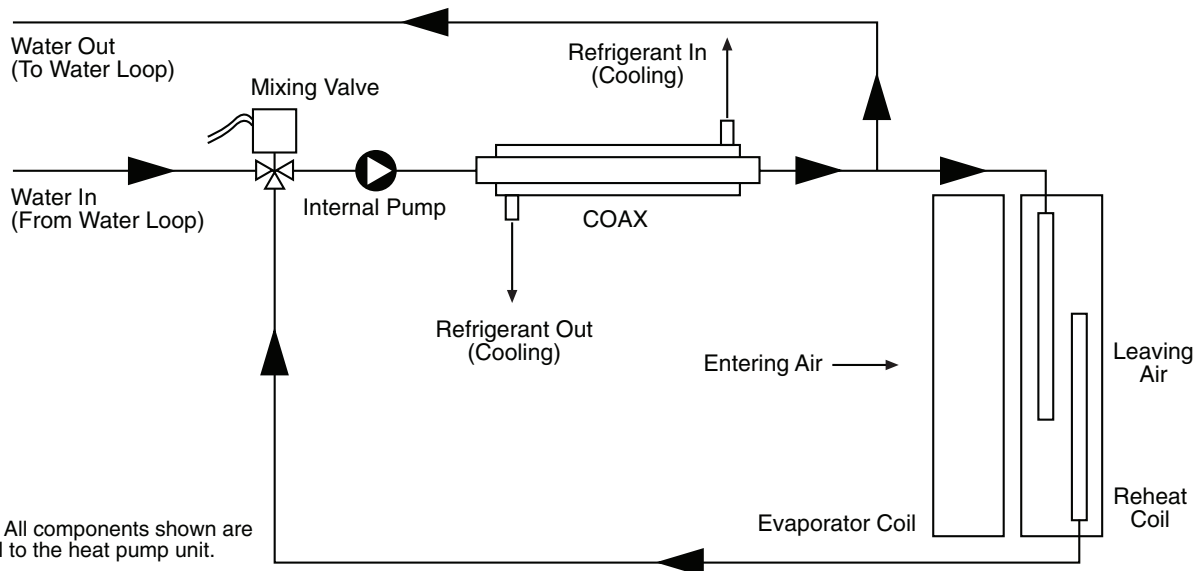 Water Out
(To Water Loop)
Refrigerant In
(Cooling)
Mixing Valve
Water In
(From Water Loop)
Internal Pump
COAX
Refrigerant Out
(Cooling)
Entering Air
Leaving
Air
Evaporator Coil
Reheat
Coil
All components shown are
to the heat pump unit.